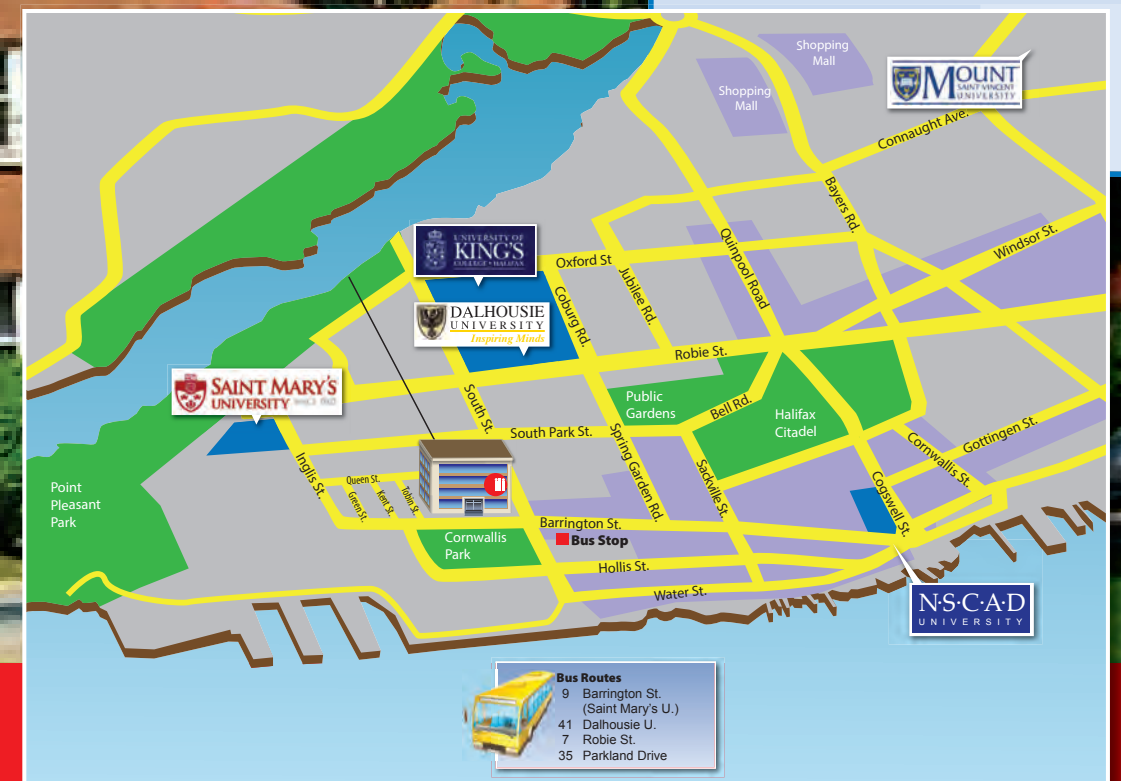 Shopping
Mall
Shopping
Mall
MOUNT
SAINT VINCENT
UNIVERSITY
Connaught Ave.
Bayers Rd.
Windsor St.
Quinpool Road
UNIVERSITY OF
KING'S
COLLEGE • HALIFAX
Oxford St
Jubilee Rd.
Coburg Rd.
DALHOUSIE
UNIVERSITY
Inspiring Minds
Robie St.
SAINT MARY'S
UNIVERSITY
South St.
Public
Gardens
Bell Rd.
Halifax
Citadel
South Park St.
Spring Garden Rd.
Sackville St.
Cornwallis St.
Gottingen St.
Cogswell St.
Inglis St.
Queen St.
Green St.
Kent St.
Tobin St.
Point
Pleasant
Park
Barrington St.
Bus Stop
Cornwallis
Park
Hollis St.
Water St.
N·S·C·A·D
UNIVERSITY
Bus Routes
9 Barrington St.
(Saint Mary's U.)
41 Dalhousie U.
7 Robie St.
35 Parkland Drive